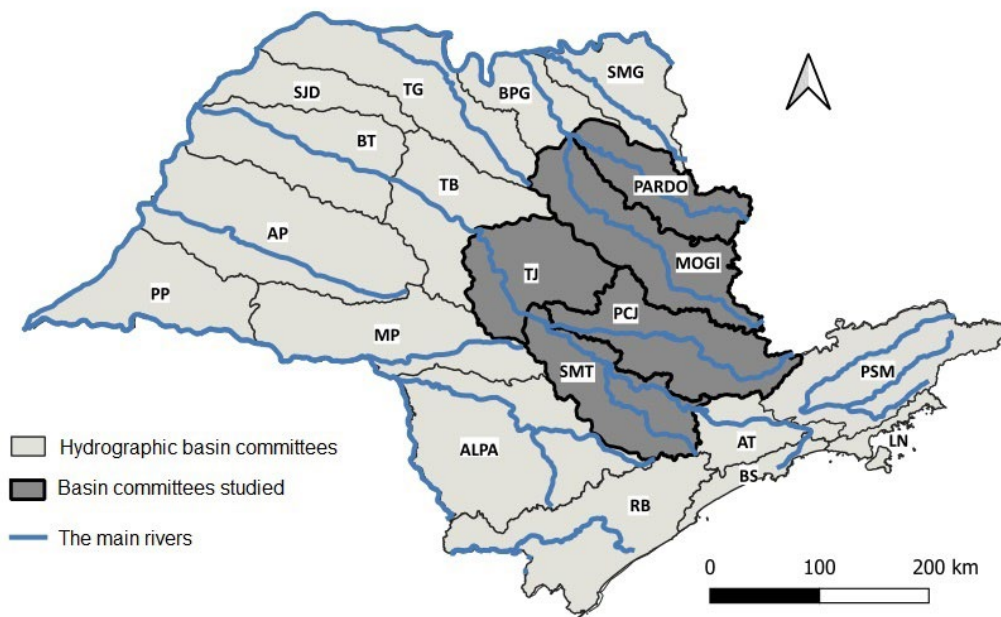 SMG
SJD
TG
BPG
BT
TB
PARDO
AP
MOGI
TJ
PP
PCJ
MP
SMT
PSM
Hydrographic basin committees
ALPA
AT
LN
BS
Basin committees studied
RB
The main rivers
0 100 200 km